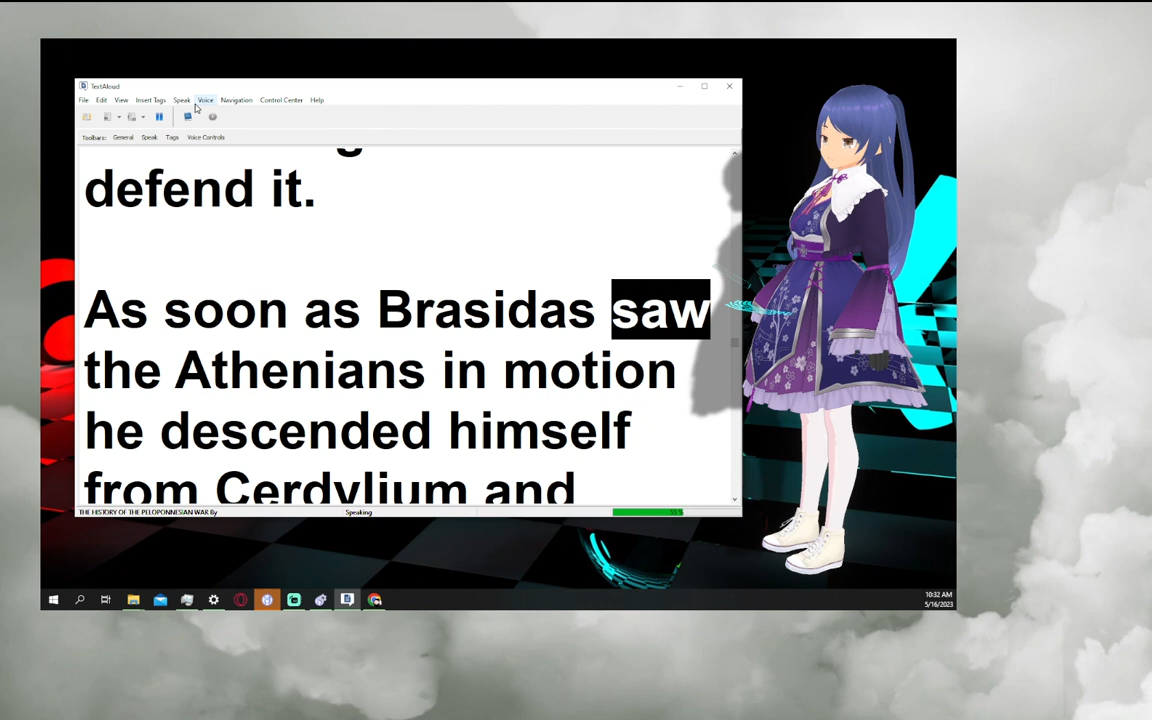 TextAloud
File Edit View Insert Tags Speak Voice Navigation Control Center Help
Toolbars: General Speak Tags Voice Controls
defend it.
As soon as Brasidas saw
the Athenians in motion
he descended himself
from Cerdylium and
THE HISTORY OF THE PELOPONNESIAN WAR By Speaking 55 %
10:32 AM
5/16/2023